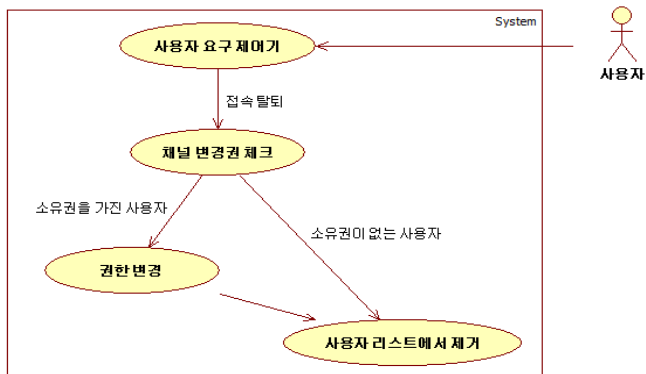 System
사용자 요구 제어기
사용자
접속 탈퇴
채널 변경권 체크
소유권을 가진 사용자
소유권이 없는 사용자
권한 변경
사용자 리스트에서 제거